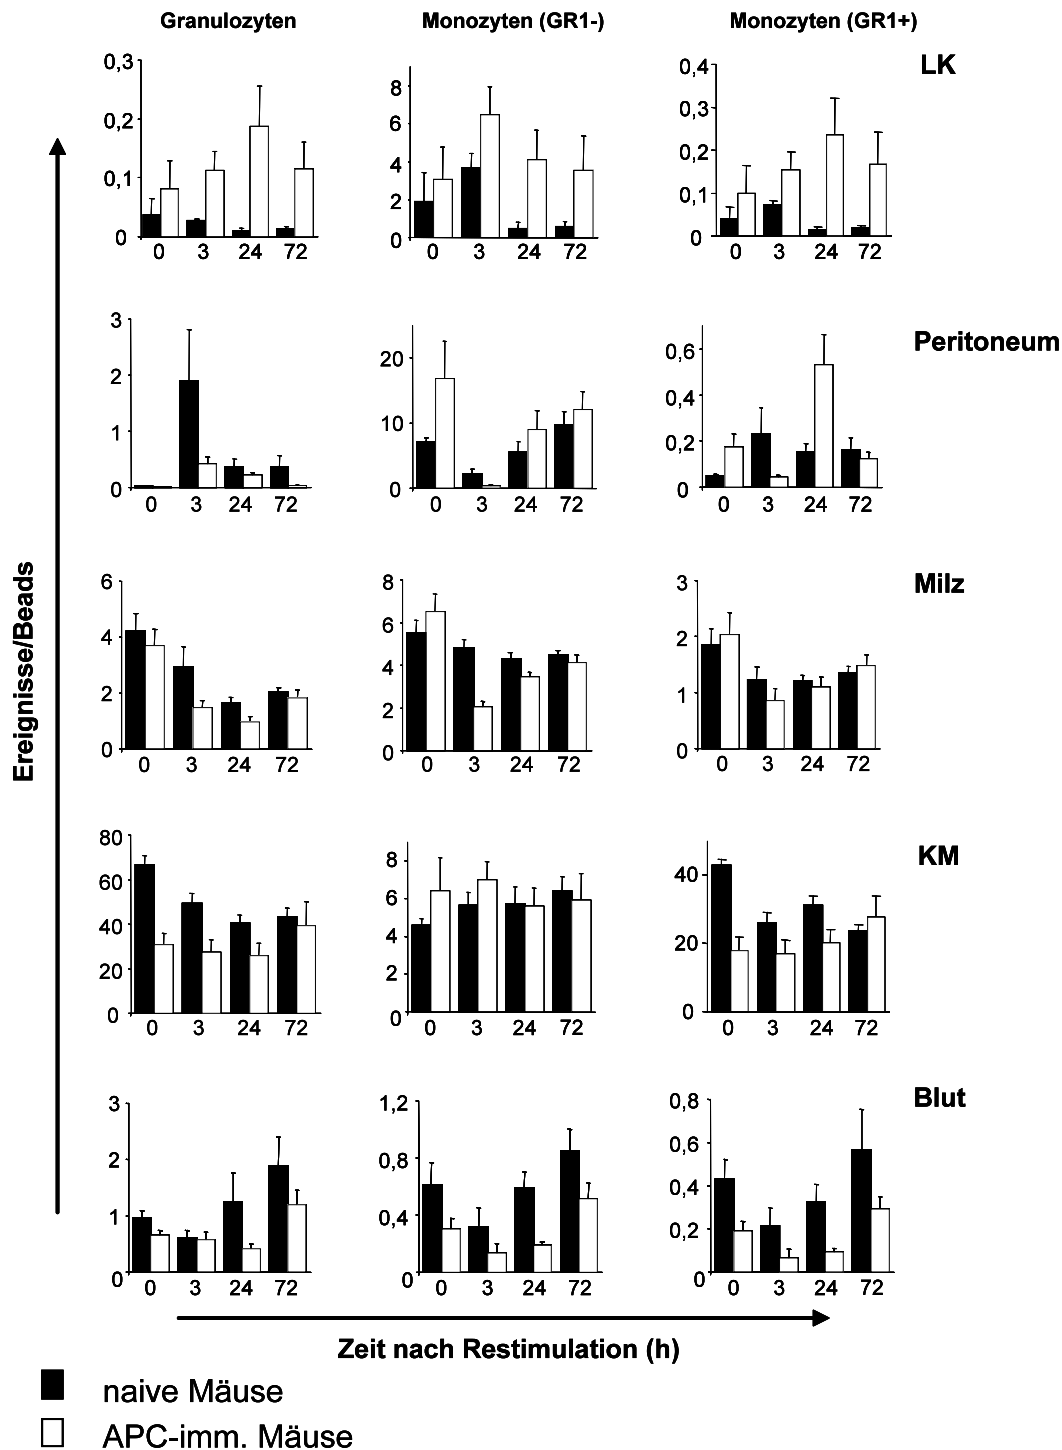 Granulozyten Monozyten (GR1-) Monozyten (GR1+)
LK
0,3 0,2 0,1 0
0 3 24 72
8 6 4 2 0
0 3 24 72
0,4 0,3 0,2 0,1 0
0 3 24 72
Peritoneum
3 2 1 0
0 3 24 72
20 10 0
0 3 24 72
0,6 0,4 0,2 0
0 3 24 72
Milz
6 4 2 0
0 3 24 72
8 6 4 2 0
0 3 24 72
3 2 1 0
0 3 24 72
KM
80 60 40 20 0
0 3 24 72
8 6 4 2 0
0 3 24 72
40 20 0
0 3 24 72
Blut
3 2 1 0
0 3 24 72
1,2 0,8 0,4 0
0 3 24 72
0,8 0,6 0,4 0,2 0
0 3 24 72
Ereignisse/Beads
Zeit nach Restimulation (h)
naive Mäuse
APC-imm. Mäuse